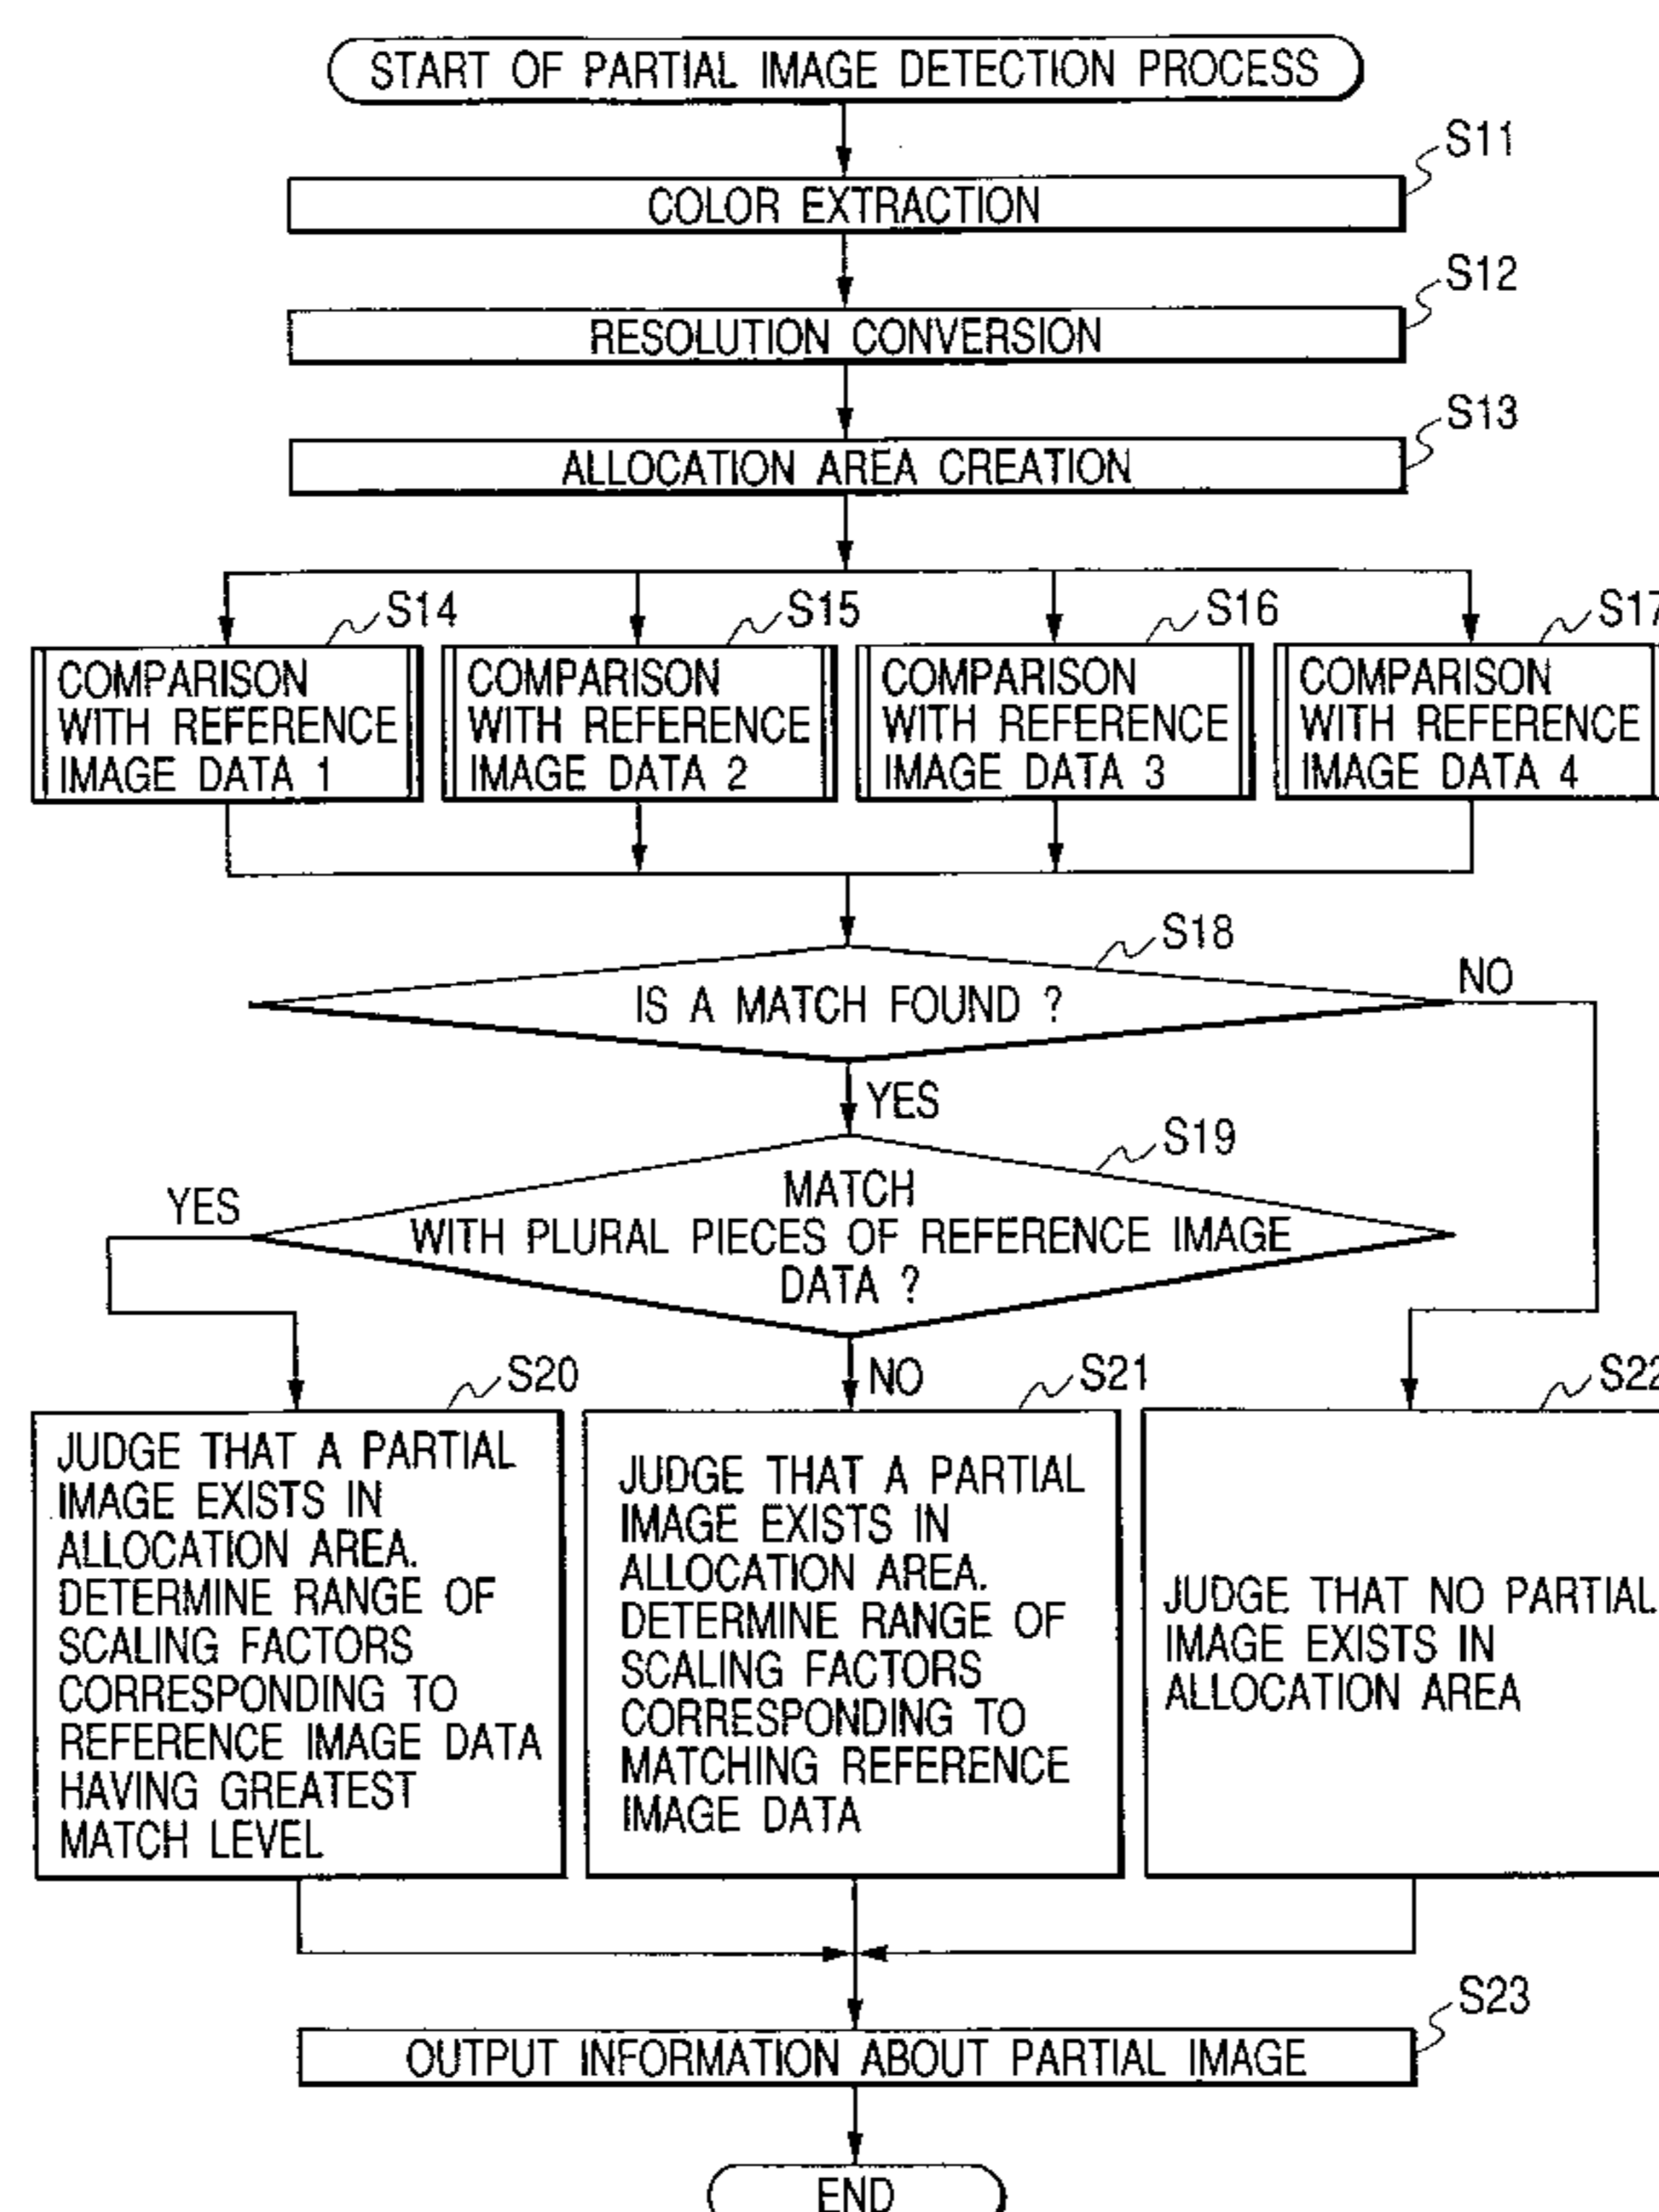 START OF PARTIAL IMAGE DETECTION PROCESS
S11
COLOR EXTRACTION
S12
RESOLUTION CONVERSION
S13
ALLOCATION AREA CREATION
S14
COMPARISON
WITH REFERENCE
IMAGE DATA 1
S15
COMPARISON
WITH REFERENCE
IMAGE DATA 2
S16
COMPARISON
WITH REFERENCE
IMAGE DATA 3
S17
COMPARISON
WITH REFERENCE
IMAGE DATA 4
S18
IS A MATCH FOUND ?
NO
YES
S19
MATCH
WITH PLURAL PIECES OF REFERENCE IMAGE
DATA ?
YES
NO
S20
JUDGE THAT A PARTIAL
IMAGE EXISTS IN
ALLOCATION AREA.
DETERMINE RANGE OF
SCALING FACTORS
CORRESPONDING TO
REFERENCE IMAGE DATA
HAVING GREATEST
MATCH LEVEL
S21
JUDGE THAT A PARTIAL
IMAGE EXISTS IN
ALLOCATION AREA.
DETERMINE RANGE OF
SCALING FACTORS
CORRESPONDING TO
MATCHING REFERENCE
IMAGE DATA
S22
JUDGE THAT NO PARTIAL
IMAGE EXISTS IN
ALLOCATION AREA
S23
OUTPUT INFORMATION ABOUT PARTIAL IMAGE
END